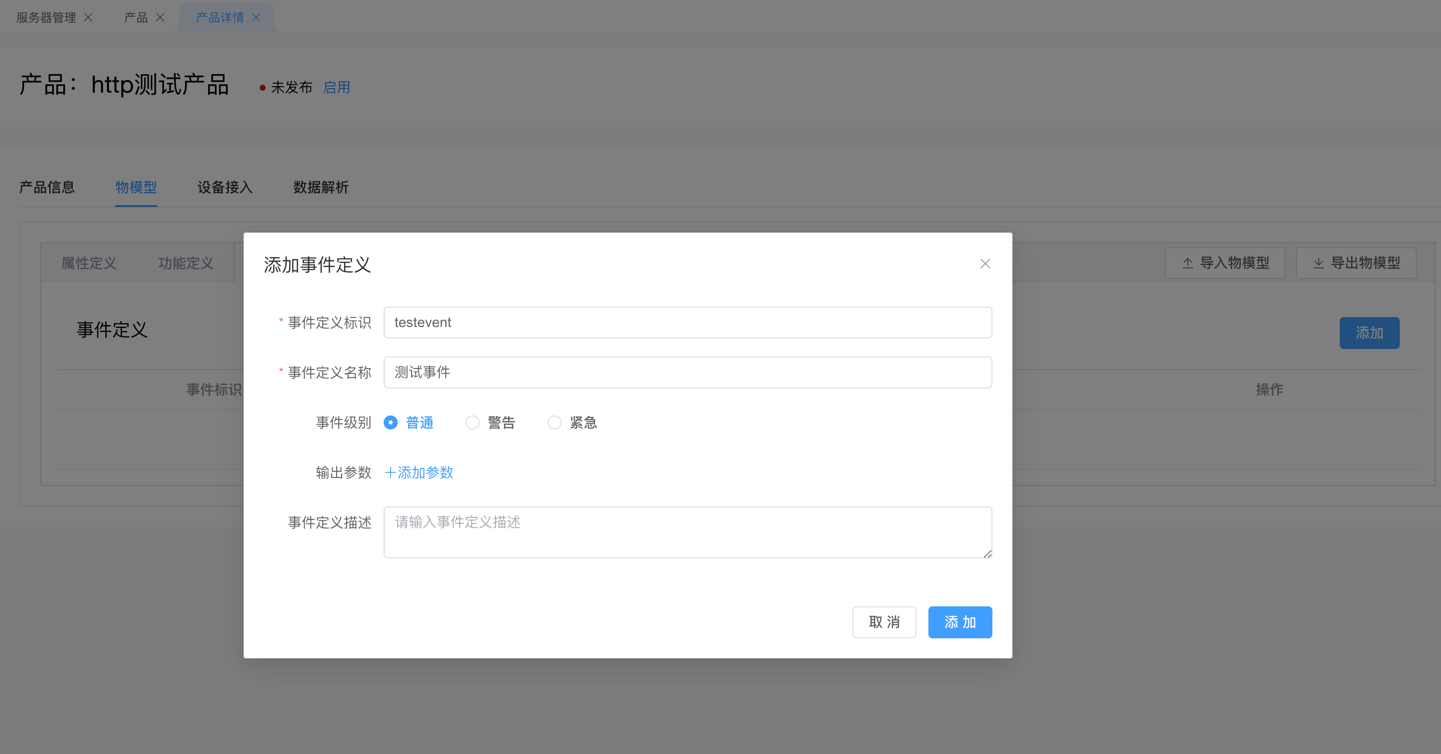 服务器管理 产品 产品详情
产品：http测试产品 未发布 启用
产品信息 物模型 设备接入 数据解析
属性定义 功能定义 导入物模型 导出物模型
事件定义 添加
事件标识 操作
添加事件定义
* 事件定义标识 testevent
* 事件定义名称 测试事件
事件级别 普通 警告 紧急
输出参数 +添加参数
事件定义描述 请输入事件定义描述
取 消 添 加